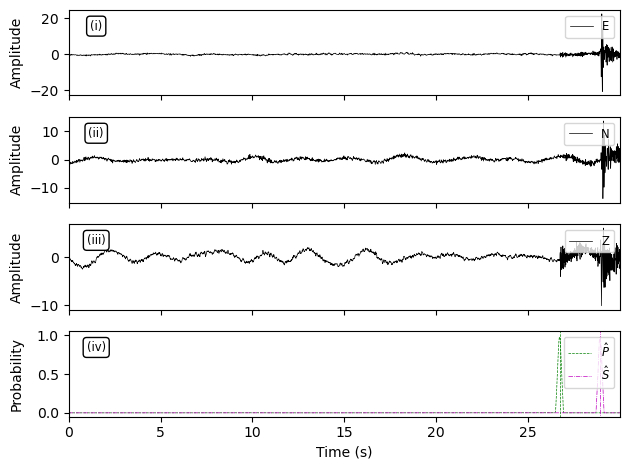 Amplitude
20
0
−20
(i)
E
Amplitude
10
0
−10
(ii)
N
Amplitude
0
−10
(iii)
Z
Probability
1.0
0.5
0.0
(iv)
P̂
Ŝ
0 5 10 15 20 25
Time (s)